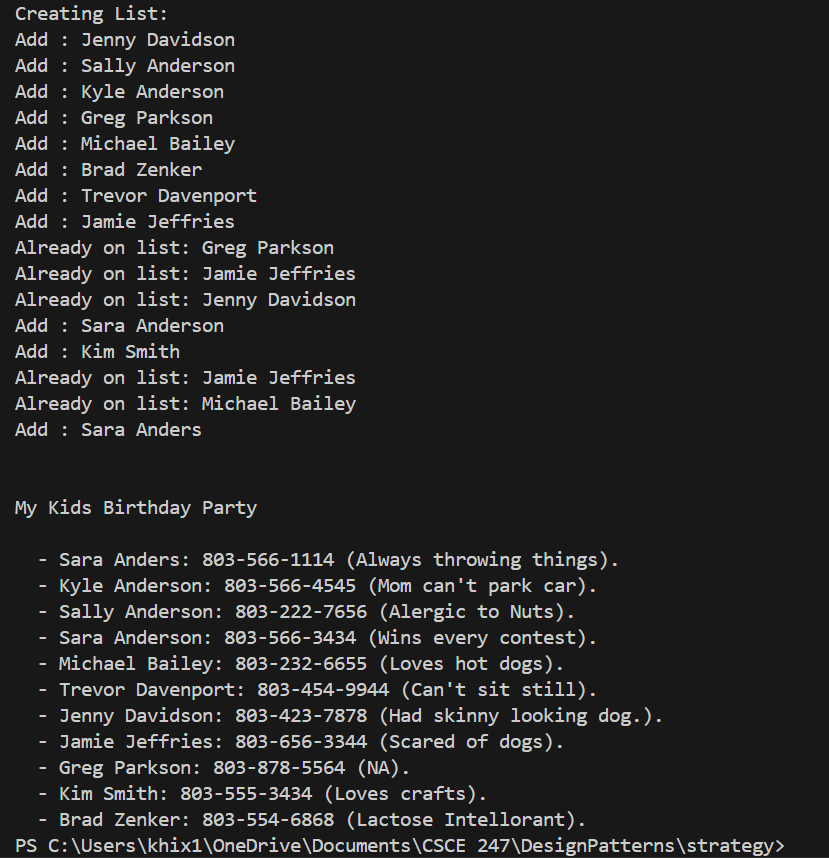 Creating List:
Add : Jenny Davidson
Add : Sally Anderson
Add : Kyle Anderson
Add : Greg Parkson
Add : Michael Bailey
Add : Brad Zenker
Add : Trevor Davenport
Add : Jamie Jeffries
Already on list: Greg Parkson
Already on list: Jamie Jeffries
Already on list: Jenny Davidson
Add : Sara Anderson
Add : Kim Smith
Already on list: Jamie Jeffries
Already on list: Michael Bailey
Add : Sara Anders
My Kids Birthday Party
- Sara Anders: 803-566-1114 (Always throwing things).
- Kyle Anderson: 803-566-4545 (Mom can't park car).
- Sally Anderson: 803-222-7656 (Alergic to Nuts).
- Sara Anderson: 803-566-3434 (Wins every contest).
- Michael Bailey: 803-232-6655 (Loves hot dogs).
- Trevor Davenport: 803-454-9944 (Can't sit still).
- Jenny Davidson: 803-423-7878 (Had skinny looking dog.).
- Jamie Jeffries: 803-656-3344 (Scared of dogs).
- Greg Parkson: 803-878-5564 (NA).
- Kim Smith: 803-555-3434 (Loves crafts).
- Brad Zenker: 803-554-6868 (Lactose Intellorant).
PS C:\Users\khix1\OneDrive\Documents\CSCE 247\DesignPatterns\strategy>